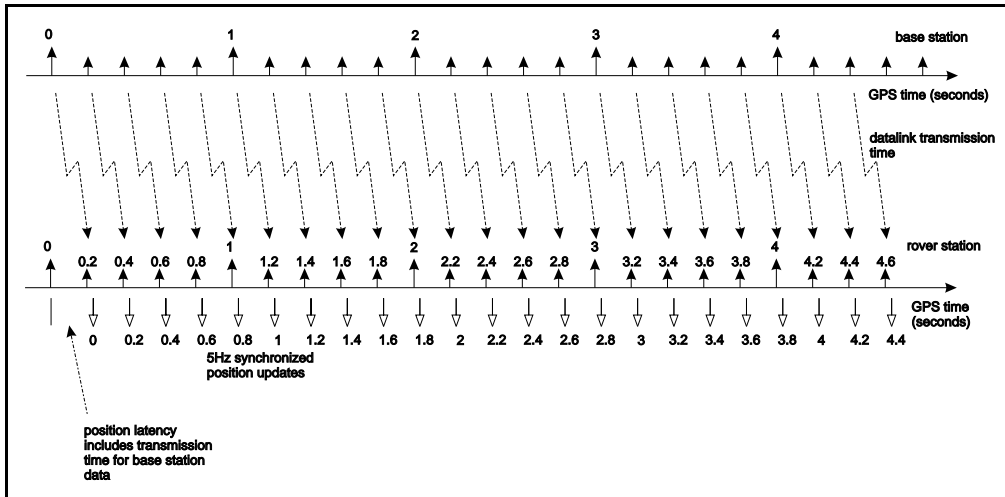 0 1 2 3 4 base station
GPS time (seconds)
datalink transmission
time
0 1 2 3 4 rover station
0.2 0.4 0.6 0.8 1.2 1.4 1.6 1.8 2.2 2.4 2.6 2.8 3.2 3.4 3.6 3.8 4.2 4.4 4.6
GPS time
(seconds)
0 0.2 0.4 0.6 0.8 1 1.2 1.4 1.6 1.8 2 2.2 2.4 2.6 2.8 3 3.2 3.4 3.6 3.8 4 4.2 4.4
5Hz synchronized
position updates
position latency
includes transmission
time for base station
data